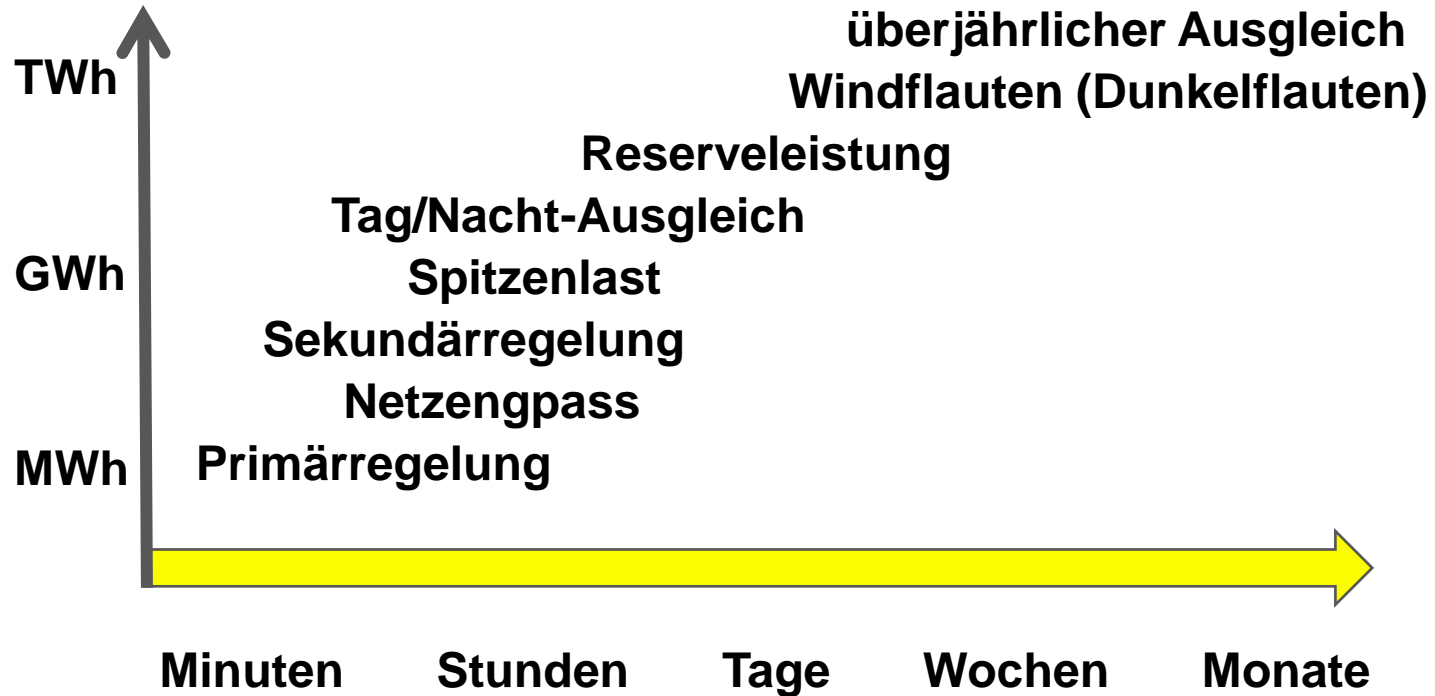 überjährlicher Ausgleich
TWh
Windflauten (Dunkelflauten)
Reserveleistung
Tag/Nacht-Ausgleich
GWh
Spitzenlast
Sekundärregelung
Netzengpass
MWh
Primärregelung
Minuten Stunden Tage Wochen Monate